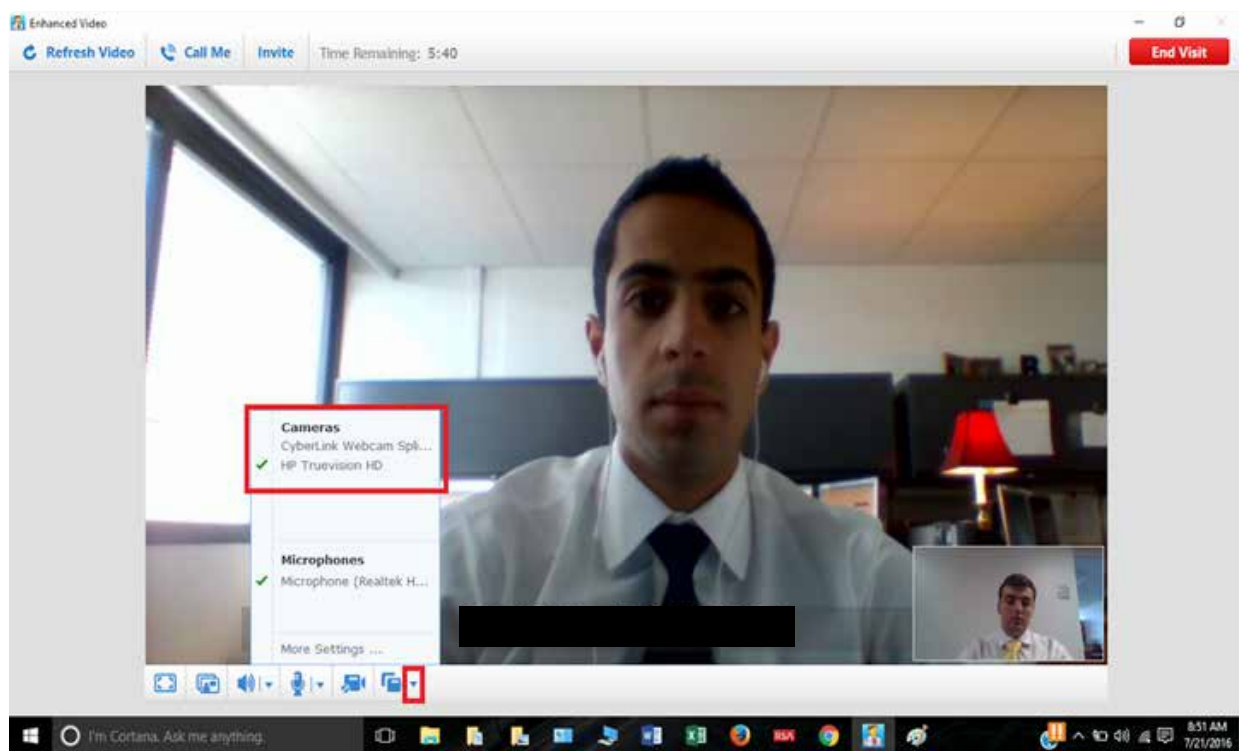 Enhanced Video
Refresh Video Call Me Invite Time Remaining: 5:40 End Visit
Cameras
CyberLink Webcam Spli...
HP Truevision HD
Microphones
Microphone (Realtek H...
More Settings ...
I'm Cortana. Ask me anything.
RSA
8:51 AM
7/21/2016